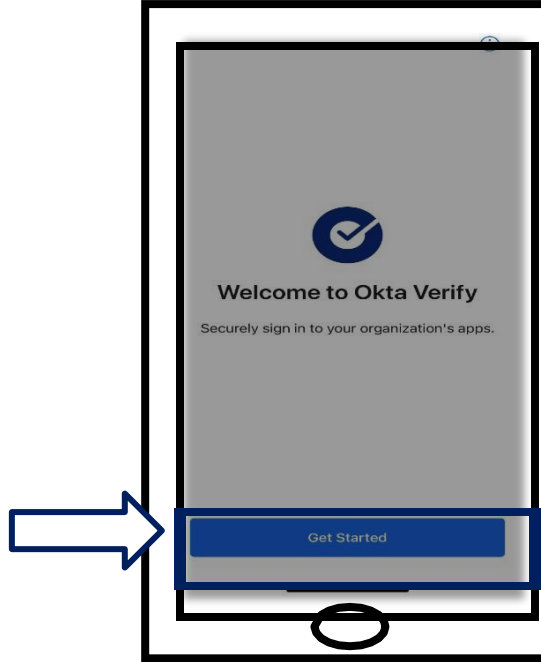 Welcome to Okta Verify
Securely sign in to your organization's apps.
Get Started